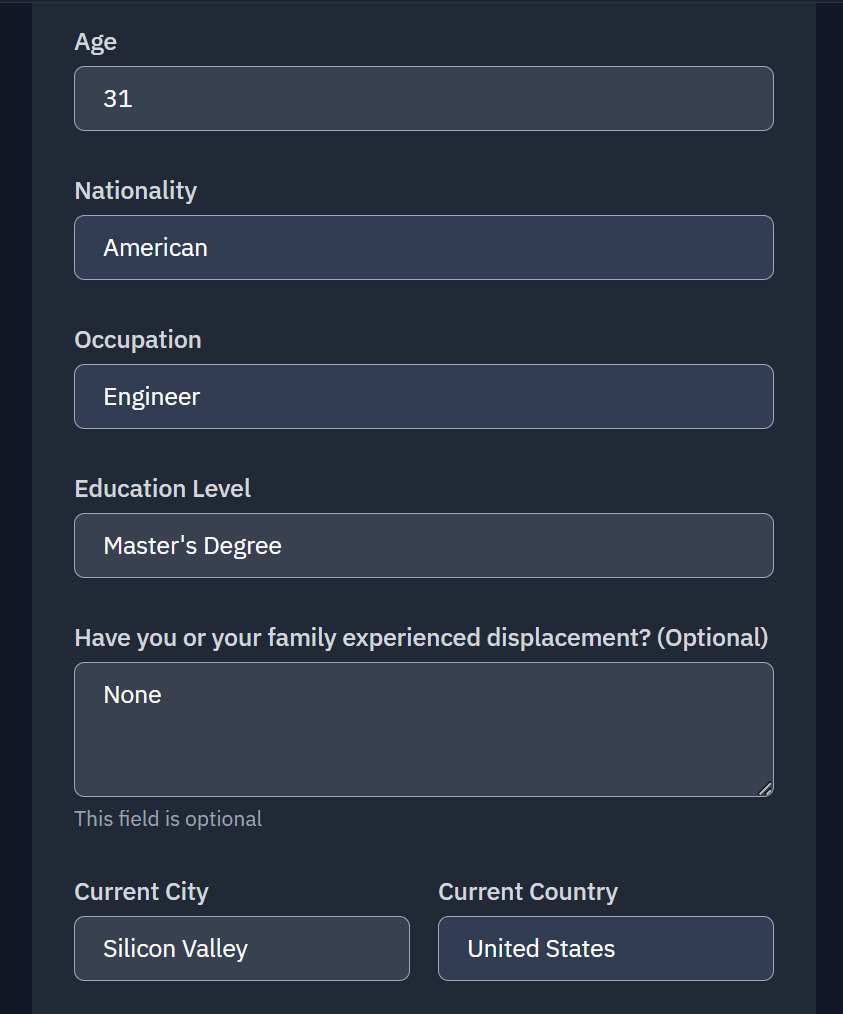 Age
31
Nationality
American
Occupation
Engineer
Education Level
Master's Degree
Have you or your family experienced displacement? (Optional)
None
This field is optional
Current City
Current Country
Silicon Valley
United States